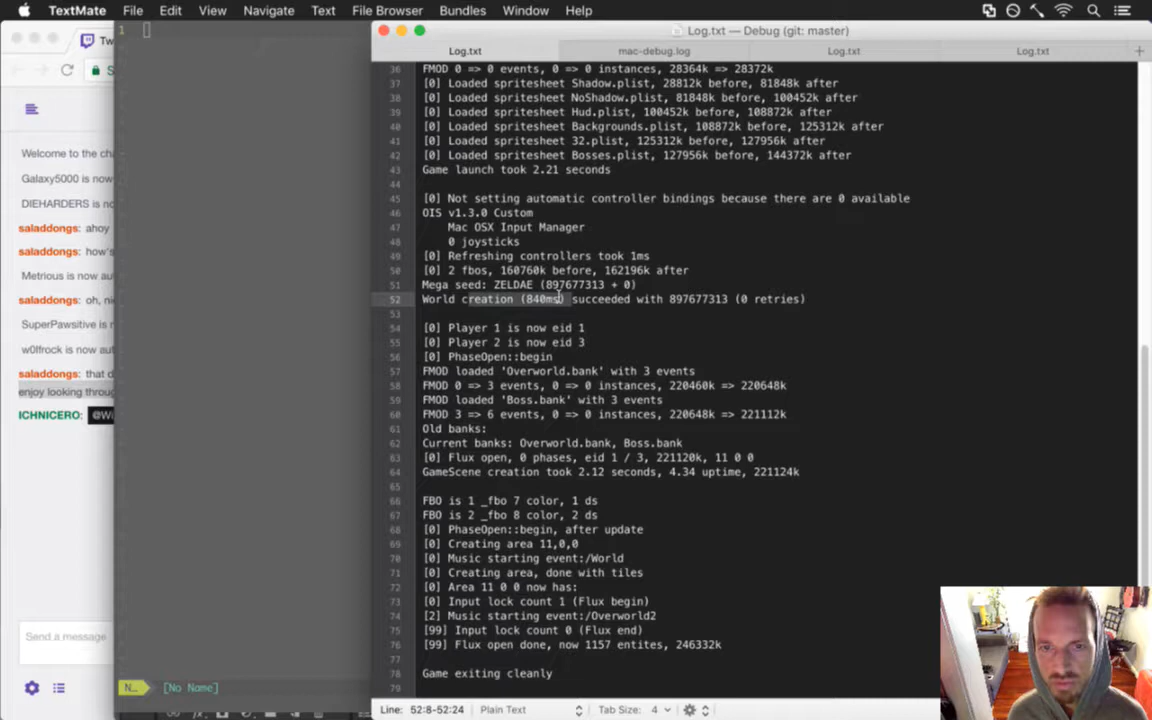 TextMate File Edit View Navigate Text File Browser Bundles Window Help
Tw
S
Log.txt — Debug (git: master)
Log.txt mac-debug.log Log.txt Log.txt
Welcome to the cha
Galaxy5000 is now
DIEHARDERS is no
saladdongs: ahoy
saladdongs: how's
Metrious is now au
saladdongs: oh, nic
SuperPawsitive is n
w0lfrock is now aut
saladdongs: that d
enjoy looking throug
ICHNICERO: @Wi
Send a message
1
N... [No Name]
36 FMOD 0 => 0 events, 0 => 0 instances, 28364k => 28372k
37 [0] Loaded spritesheet Shadow.plist, 28812k before, 81848k after
38 [0] Loaded spritesheet NoShadow.plist, 81848k before, 100452k after
39 [0] Loaded spritesheet Hud.plist, 100452k before, 108872k after
40 [0] Loaded spritesheet Backgrounds.plist, 108872k before, 125312k after
41 [0] Loaded spritesheet 32.plist, 125312k before, 127956k after
42 [0] Loaded spritesheet Bosses.plist, 127956k before, 144372k after
43 Game launch took 2.21 seconds
44
45 [0] Not setting automatic controller bindings because there are 0 available
46 OIS v1.3.0 Custom
47 Mac OSX Input Manager
48 0 joysticks
49 [0] Refreshing controllers took 1ms
50 [0] 2 fbos, 160760k before, 162196k after
51 Mega seed: ZELDAE (897677313 + 0)
52 World creation (840ms) succeeded with 897677313 (0 retries)
53
54 [0] Player 1 is now eid 1
55 [0] Player 2 is now eid 3
56 [0] PhaseOpen::begin
57 FMOD loaded 'Overworld.bank' with 3 events
58 FMOD 0 => 3 events, 0 => 0 instances, 220460k => 220648k
59 FMOD loaded 'Boss.bank' with 3 events
60 FMOD 3 => 6 events, 0 => 0 instances, 220648k => 221112k
61 Old banks:
62 Current banks: Overworld.bank, Boss.bank
63 [0] Flux open, 0 phases, eid 1 / 3, 221120k, 11 0 0
64 GameScene creation took 2.12 seconds, 4.34 uptime, 221124k
65
66 FBO is 1 _fbo 7 color, 1 ds
67 FBO is 2 _fbo 8 color, 2 ds
68 [0] PhaseOpen::begin, after update
69 [0] Creating area 11,0,0
70 [0] Music starting event:/World
71 [0] Creating area, done with tiles
72 [0] Area 11 0 0 now has:
73 [0] Input lock count 1 (Flux begin)
74 [2] Music starting event:/Overworld2
75 [99] Input lock count 0 (Flux end)
76 [99] Flux open done, now 1157 entites, 246332k
77
78 Game exiting cleanly
79
Line: 52:8-52:24 Plain Text Tab Size: 4